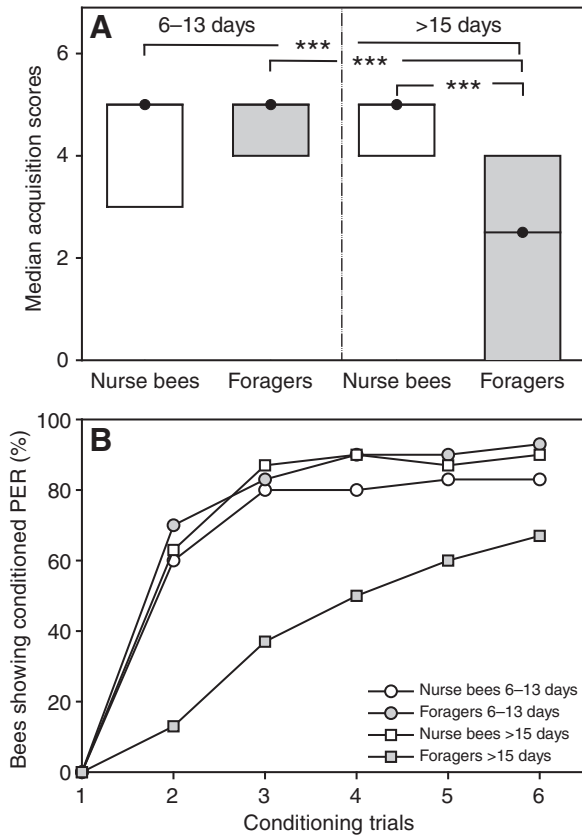 A
6–13 days
>15 days
***
***
***
6
4
2
0
Median acquisition scores
Nurse bees
Foragers
Nurse bees
Foragers
B
100
80
60
40
20
0
Bees showing conditioned PER (%)
Nurse bees 6–13 days
Foragers 6–13 days
Nurse bees >15 days
Foragers >15 days
1
2
3
4
5
6
Conditioning trials